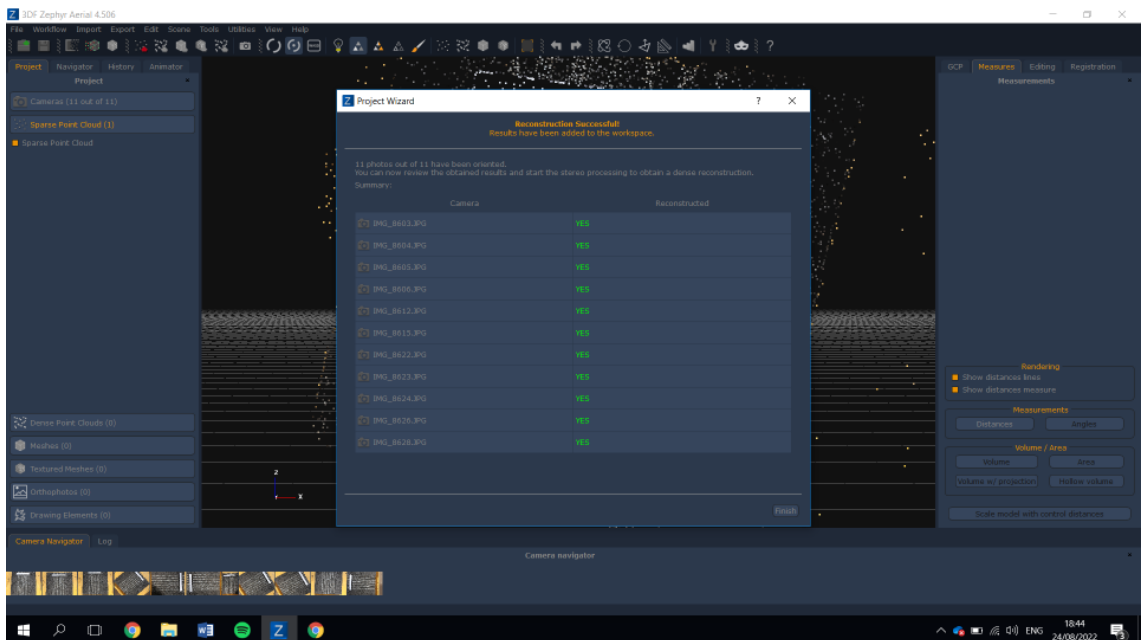 3DF Zephyr Aerial 4.506
File Workflow Import Export Edit Scene Tools Utilities View Help
Project Navigator History Animator
Project
Cameras (11 out of 11)
Sparse Point Cloud (1)
Sparse Point Cloud
Dense Point Clouds (0)
Meshes (0)
Textured Meshes (0)
Orthophotos (0)
Drawing Elements (0)
Z
Y X
Project Wizard
Reconstruction Successful!
Results have been added to the workspace.
11 photos out of 11 have been oriented.
You can now review the obtained results and start the stereo processing to obtain a dense reconstruction.
Summary:
Camera Reconstructed
IMG_8603.JPG YES
IMG_8604.JPG YES
IMG_8605.JPG YES
IMG_8606.JPG YES
IMG_8612.JPG YES
IMG_8615.JPG YES
IMG_8622.JPG YES
IMG_8623.JPG YES
IMG_8624.JPG YES
IMG_8626.JPG YES
IMG_8628.JPG YES
Finish
GCP Measures Editing Registration
Measurements
Rendering
Show distances lines
Show distances measure
Measurements
Distances Angles
Volume / Area
Volume Area
Volume w/ projection Hollow volume
Scale model with control distances
Camera Navigator Log
Camera navigator
ENG
18:44
24/08/2022